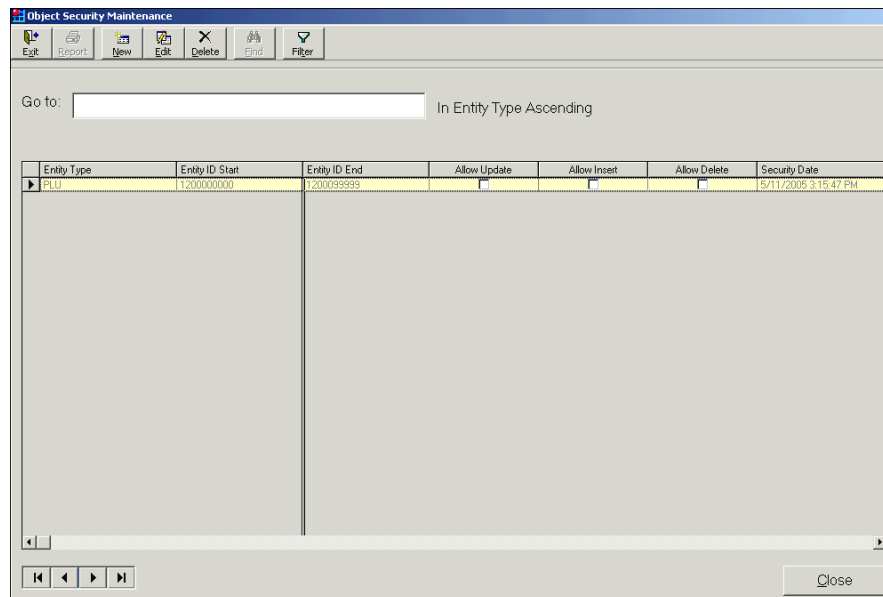 Object Security Maintenance
Exit Report New Edit Delete Find Filter
Go to: In Entity Type Ascending
Entity Type Entity ID Start Entity ID End Allow Update Allow Insert Allow Delete Security Date
PLU 1200000000 1200099999 5/11/2005 3:15:47 PM
Close